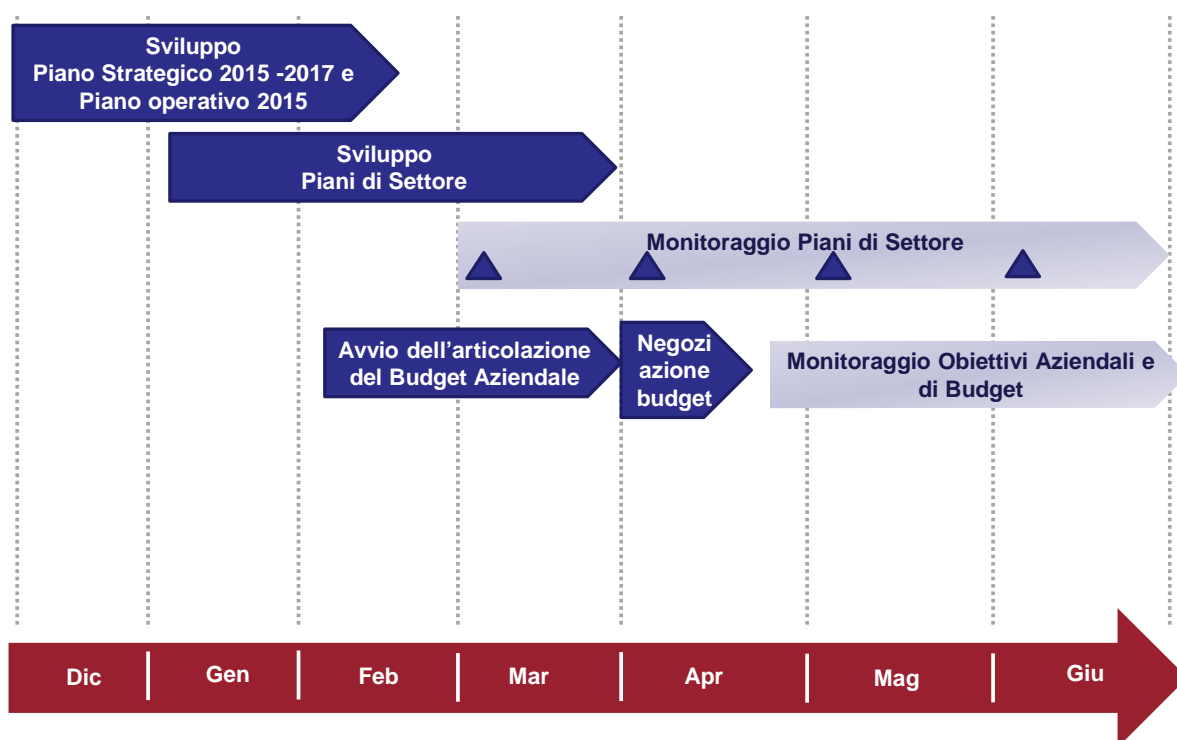 Sviluppo
Piano Strategico 2015 -2017 e
Piano operativo 2015
Sviluppo
Piani di Settore
Monitoraggio Piani di Settore
Avvio dell’articolazione
del Budget Aziendale
Negozi
azione
budget
Monitoraggio Obiettivi Aziendali e
di Budget
Dic
Gen
Feb
Mar
Apr
Mag
Giu